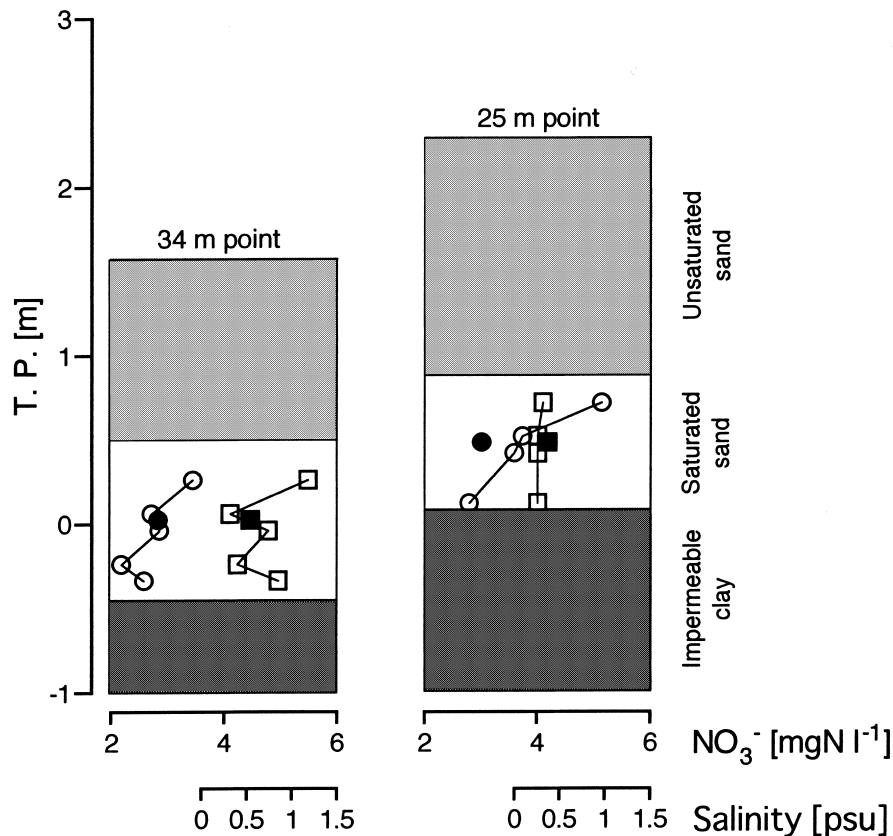 3
25 m point
2
34 m point
Unsaturated
sand
T. P. [m]
1
Saturated
sand
0
Impermeable
clay
-1
2 4 6 2 4 6 NO₃⁻ [mgN l⁻¹]
0 0.5 1 1.5 0 0.5 1 1.5 Salinity [psu]